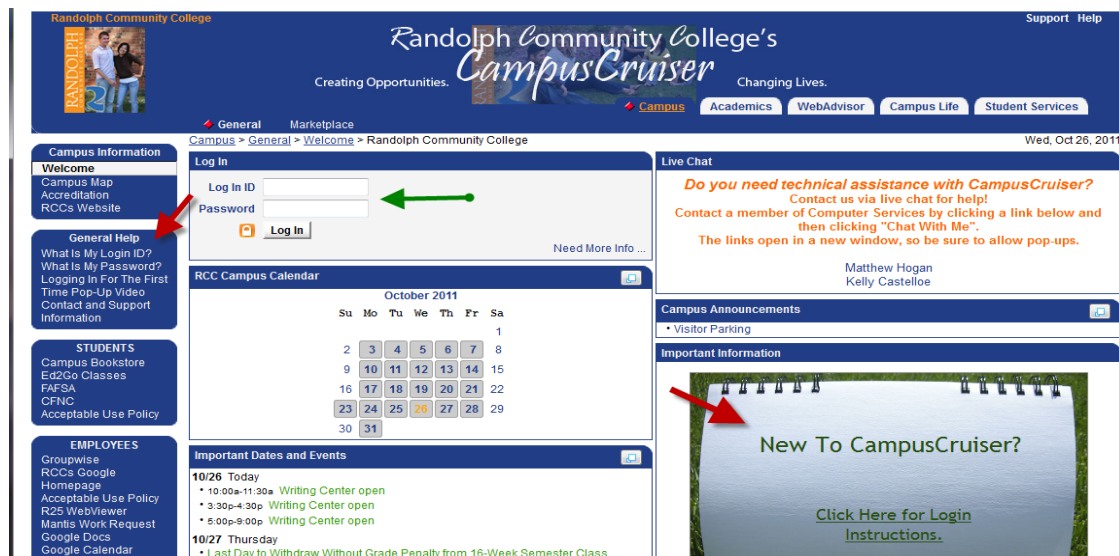 Randolph Community College
Support Help
RANDOLPH
COMMUNITY COLLEGE
Randolph Community College's
Creating Opportunities.
CampusCruiser
Changing Lives.
Campus
Academics
WebAdvisor
Campus Life
Student Services
General
Marketplace
Campus > General > Welcome > Randolph Community College
Wed, Oct 26, 2011
Campus Information
Welcome
Campus Map
Accreditation
RCCs Website
General Help
What Is My Login ID?
What Is My Password?
Logging In For The First
Time Pop-Up Video
Contact and Support
Information
STUDENTS
Campus Bookstore
Ed2Go Classes
FAFSA
CFNC
Acceptable Use Policy
EMPLOYEES
Groupwise
RCCs Google
Homepage
Acceptable Use Policy
R25 WebViewer
Mantis Work Request
Google Docs
Google Calendar
Log In
Log In ID
Password
Log In
Need More Info ...
RCC Campus Calendar
October 2011
Su Mo Tu We Th Fr Sa
1
2 3 4 5 6 7 8
9 10 11 12 13 14 15
16 17 18 19 20 21 22
23 24 25 26 27 28 29
30 31
Important Dates and Events
10/26 Today
• 10:00a-11:30a Writing Center open
• 3:30p-4:30p Writing Center open
• 5:00p-9:00p Writing Center open
10/27 Thursday
• Last Day to Withdraw Without Grade Penalty from 16-Week Semester Class
Live Chat
Do you need technical assistance with CampusCruiser?
Contact us via live chat for help!
Contact a member of Computer Services by clicking a link below and
then clicking "Chat With Me".
The links open in a new window, so be sure to allow pop-ups.
Matthew Hogan
Kelly Castelloe
Campus Announcements
• Visitor Parking
Important Information
New To CampusCruiser?
Click Here for Login
Instructions.